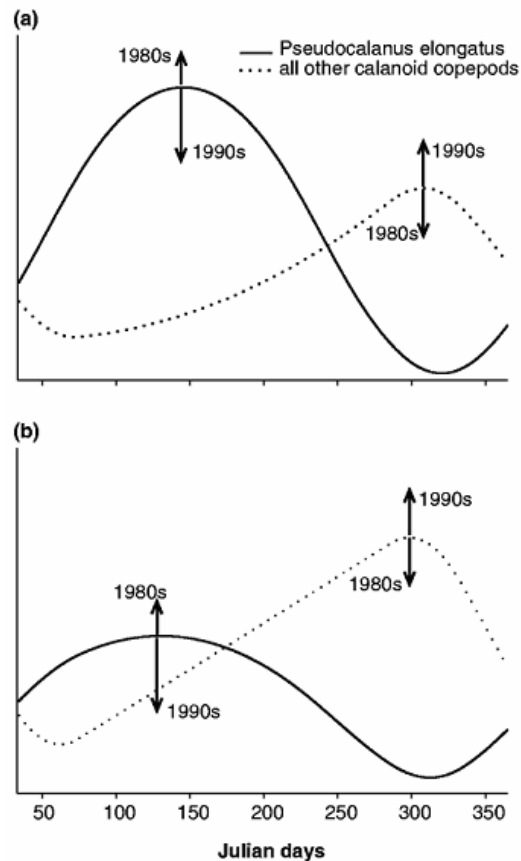 (a)
1980s
Pseudocalanus elongatus
all other calanoid copepods
1990s
1990s
1980s
(b)
1990s
1980s
1980s
1990s
50 100 150 200 250 300 350
Julian days